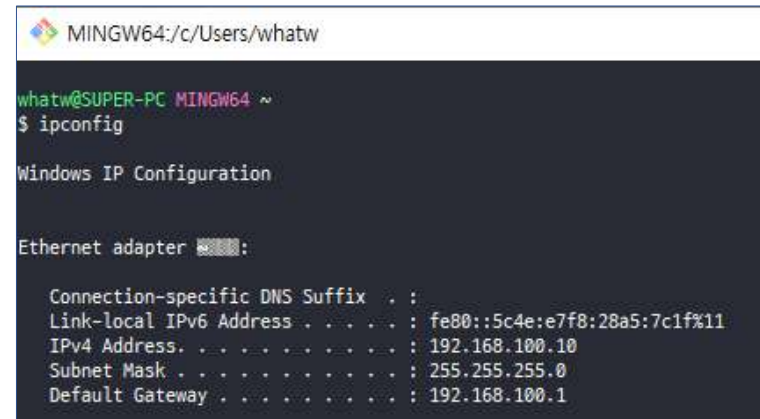 MINGW64:/c/Users/whatw
whatw@SUPER-PC MINGW64 ~
$ ipconfig
Windows IP Configuration
Ethernet adapter :
Connection-specific DNS Suffix . :
Link-local IPv6 Address . . . . . : fe80::5c4e:e7f8:28a5:7c1f%11
IPv4 Address. . . . . . . . . . . : 192.168.100.10
Subnet Mask . . . . . . . . . . . : 255.255.255.0
Default Gateway . . . . . . . . . : 192.168.100.1